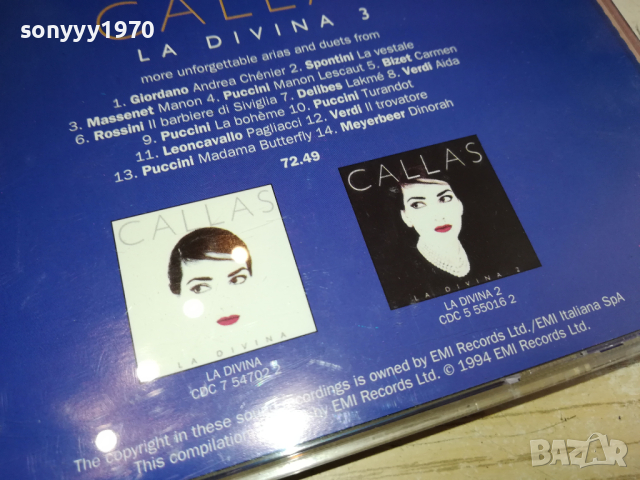 sonyyy1970
LA DIVINA 3
more unforgettable arias and duets from
1. Giordano Andrea Chénier 2. Spontini La vestale
3. Massenet Manon 4. Puccini Manon Lescaut 5. Bizet Carmen
6. Rossini Il barbiere di Siviglia 7. Delibes Lakmé 8. Verdi Aida
9. Puccini La bohème 10. Puccini Turandot
11. Leoncavallo Pagliacci 12. Verdi Il trovatore
13. Puccini Madama Butterfly 14. Meyerbeer Dinorah
72.49
CALLAS
LA DIVINA
LA DIVINA
CDC 7 54702 2
CALLAS
LA DIVINA 2
LA DIVINA 2
CDC 5 55016 2
The copyright in these sound recordings is owned by EMI Records Ltd./EMI Italiana SpA
This compilation by EMI Records Ltd. © 1994 EMI Records Ltd.
BAZAR